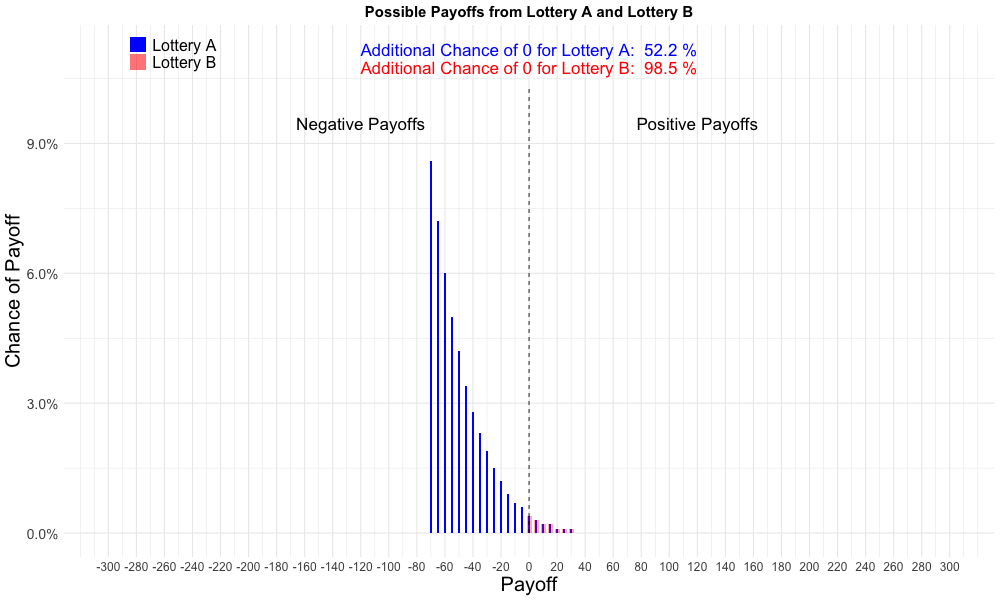 Possible Payoffs from Lottery A and Lottery B
Lottery A
Lottery B
Additional Chance of 0 for Lottery A: 52.2 %
Additional Chance of 0 for Lottery B: 98.5 %
Negative Payoffs
Positive Payoffs
Chance of Payoff
9.0%
6.0%
3.0%
0.0%
-300 -280 -260 -240 -220 -200 -180 -160 -140 -120 -100 -80 -60 -40 -20 0 20 40 60 80 100 120 140 160 180 200 220 240 260 280 300
Payoff